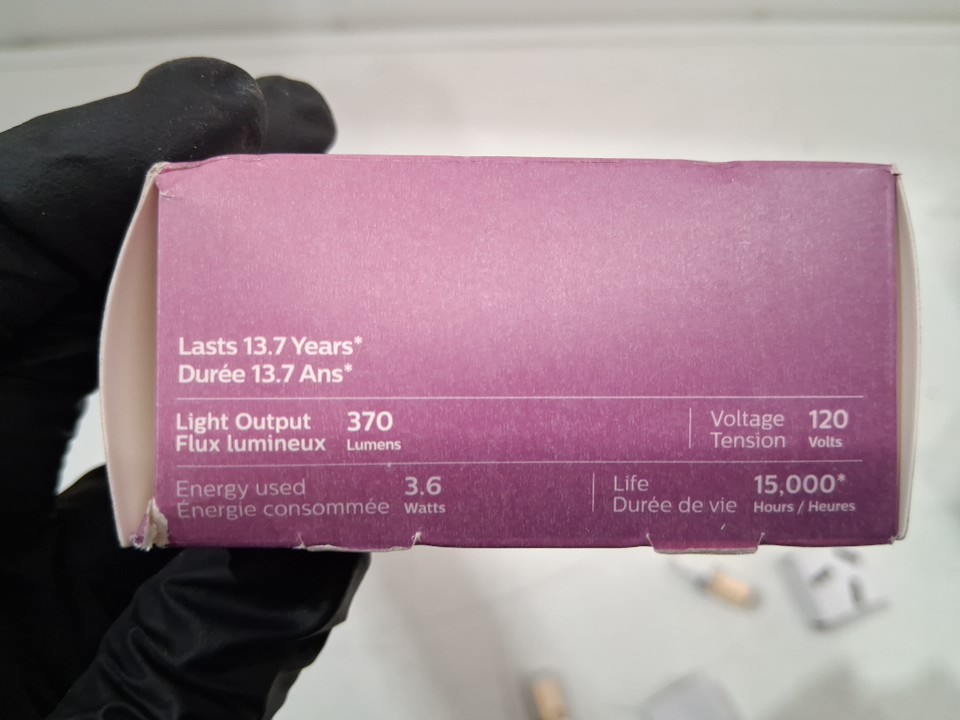 Lasts 13.7 Years*
Durée 13.7 Ans*
Light Output 370
Flux lumineux Lumens
Voltage 120
Tension Volts
Energy used 3.6
Énergie consommée Watts
Life 15,000*
Durée de vie Hours / Heures